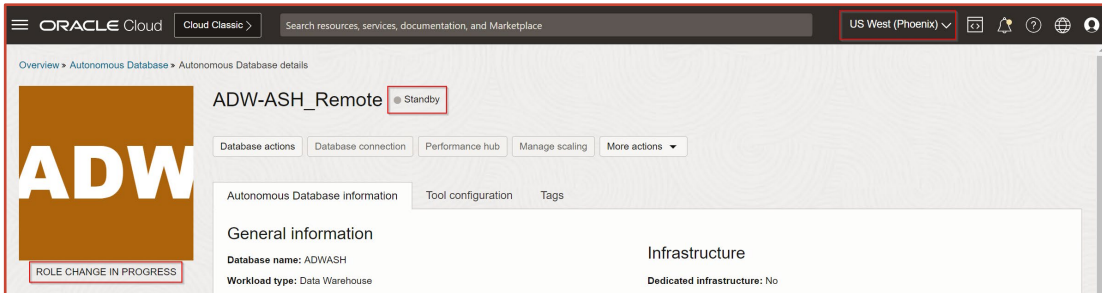 ORACLE Cloud
Cloud Classic >
Search resources, services, documentation, and Marketplace
US West (Phoenix)
Overview » Autonomous Database » Autonomous Database details
ADW
ROLE CHANGE IN PROGRESS
ADW-ASH_Remote
Standby
Database actions
Database connection
Performance hub
Manage scaling
More actions
Autonomous Database information
Tool configuration
Tags
General information
Database name: ADWASH
Workload type: Data Warehouse
Infrastructure
Dedicated infrastructure: No